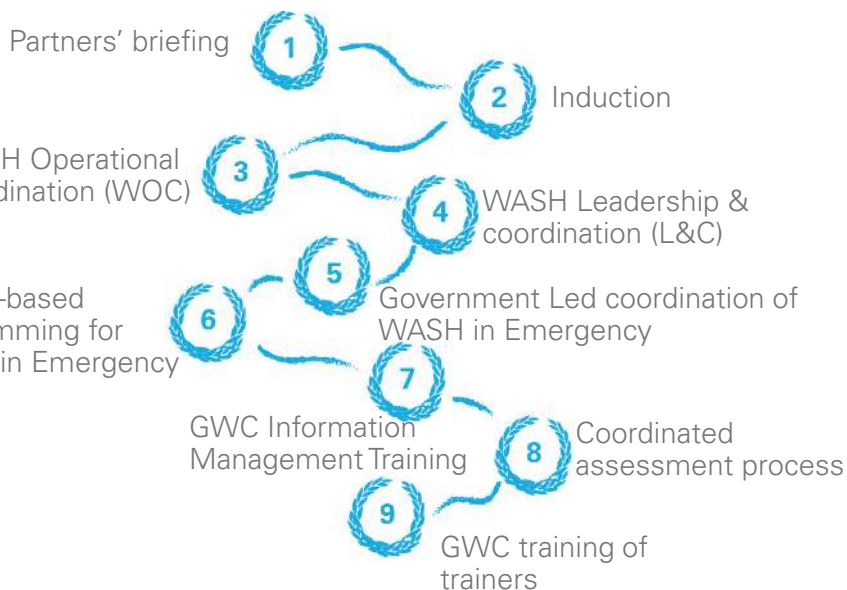 Partners' briefing
1
2
Induction
H Operational
dination (WOC)
3
4
WASH Leadership &
coordination (L&C)
5
Government Led coordination of
WASH in Emergency
-based
mming for
in Emergency
6
7
GWC Information
Management Training
8
Coordinated
assessment process
9
GWC training of
trainers